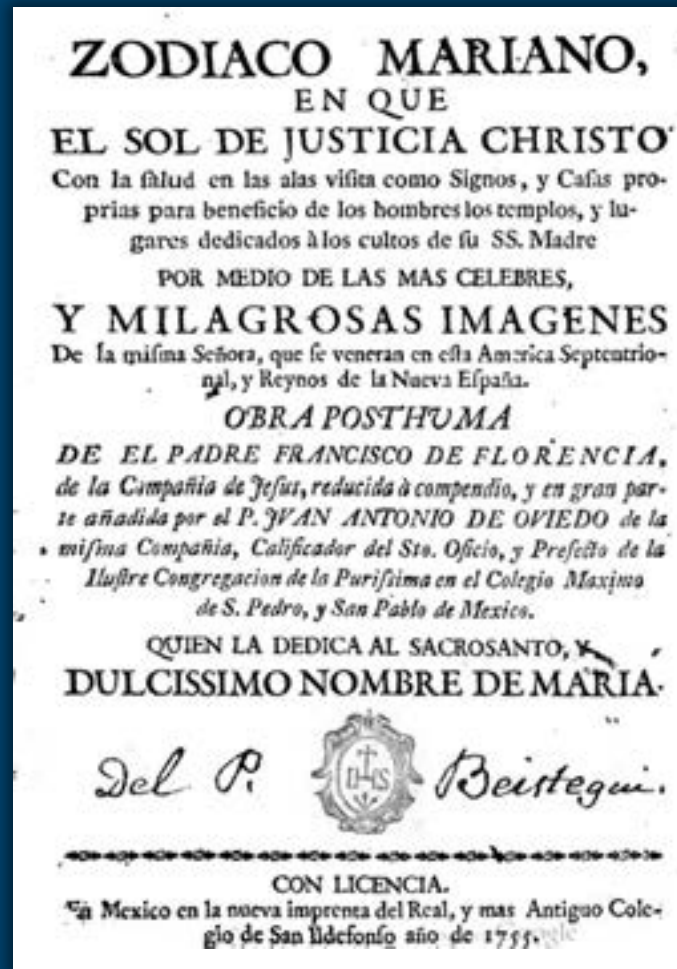 ZODIACO MARIANO,
EN QUE
EL SOL DE JUSTICIA CHRISTO
Con la ſalud en las alas viſita como Signos, y Caſas pro-
prias para beneficio de los hombres los templos, y lu-
gares dedicados à los cultos de ſu SS. Madre
POR MEDIO DE LAS MAS CELEBRES,
Y MILAGROSAS IMAGENES
De la miſma Señora, que ſe veneran en eſta America Septentrio-
nal, y Reynos de la Nueva Eſpaña.
OBRA POSTHUMA
DE EL PADRE FRANCISCO DE FLORENCIA,
de la Compañia de Jeſus, reducida à compendio, y en gran par-
te añadida por el P. JVAN ANTONIO DE OVIEDO de la
miſma Compañia, Calificador del Sto. Oficio, y Prefecto de la
Iluſtre Congregacion de la Puriſſima en el Colegio Maximo
de S. Pedro, y San Pablo de Mexico.
QUIEN LA DEDICA AL SACROSANTO, Y
DULCISSIMO NOMBRE DE MARIA.
Del P. IHS Beistegui.
CON LICENCIA.
En Mexico en la nueva imprenta del Real, y mas Antiguo Cole-
gio de San Ildefonſo año de 1755.